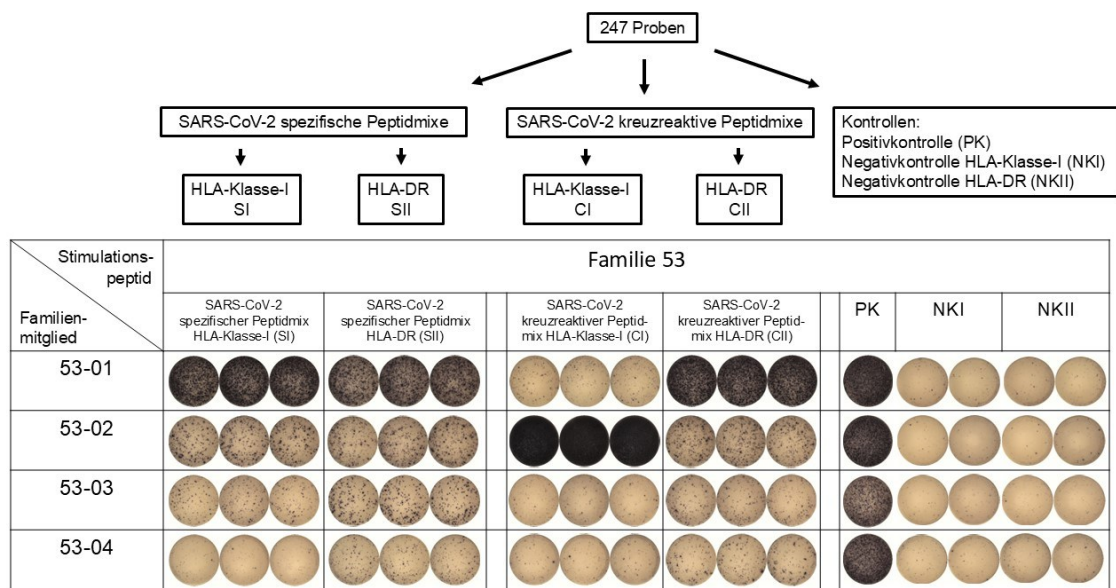 247 Proben
SARS-CoV-2 spezifische Peptidmixe
SARS-CoV-2 kreuzreaktive Peptidmixe
Kontrollen:
Positivkontrolle (PK)
Negativkontrolle HLA-Klasse-I (NKI)
Negativkontrolle HLA-DR (NKII)
HLA-Klasse-I
SI
HLA-DR
SII
HLA-Klasse-I
CI
HLA-DR
CII
Stimulations-
peptid
Familien-
mitglied
Familie 53
SARS-CoV-2
spezifischer Peptidmix
HLA-Klasse-I (SI)
SARS-CoV-2
spezifischer Peptidmix
HLA-DR (SII)
SARS-CoV-2
kreuzreaktiver Peptid-
mix HLA-Klasse-I (CI)
SARS-CoV-2
kreuzreaktiver Peptid-
mix HLA-DR (CII)
PK
NKI
NKII
53-01
53-02
53-03
53-04